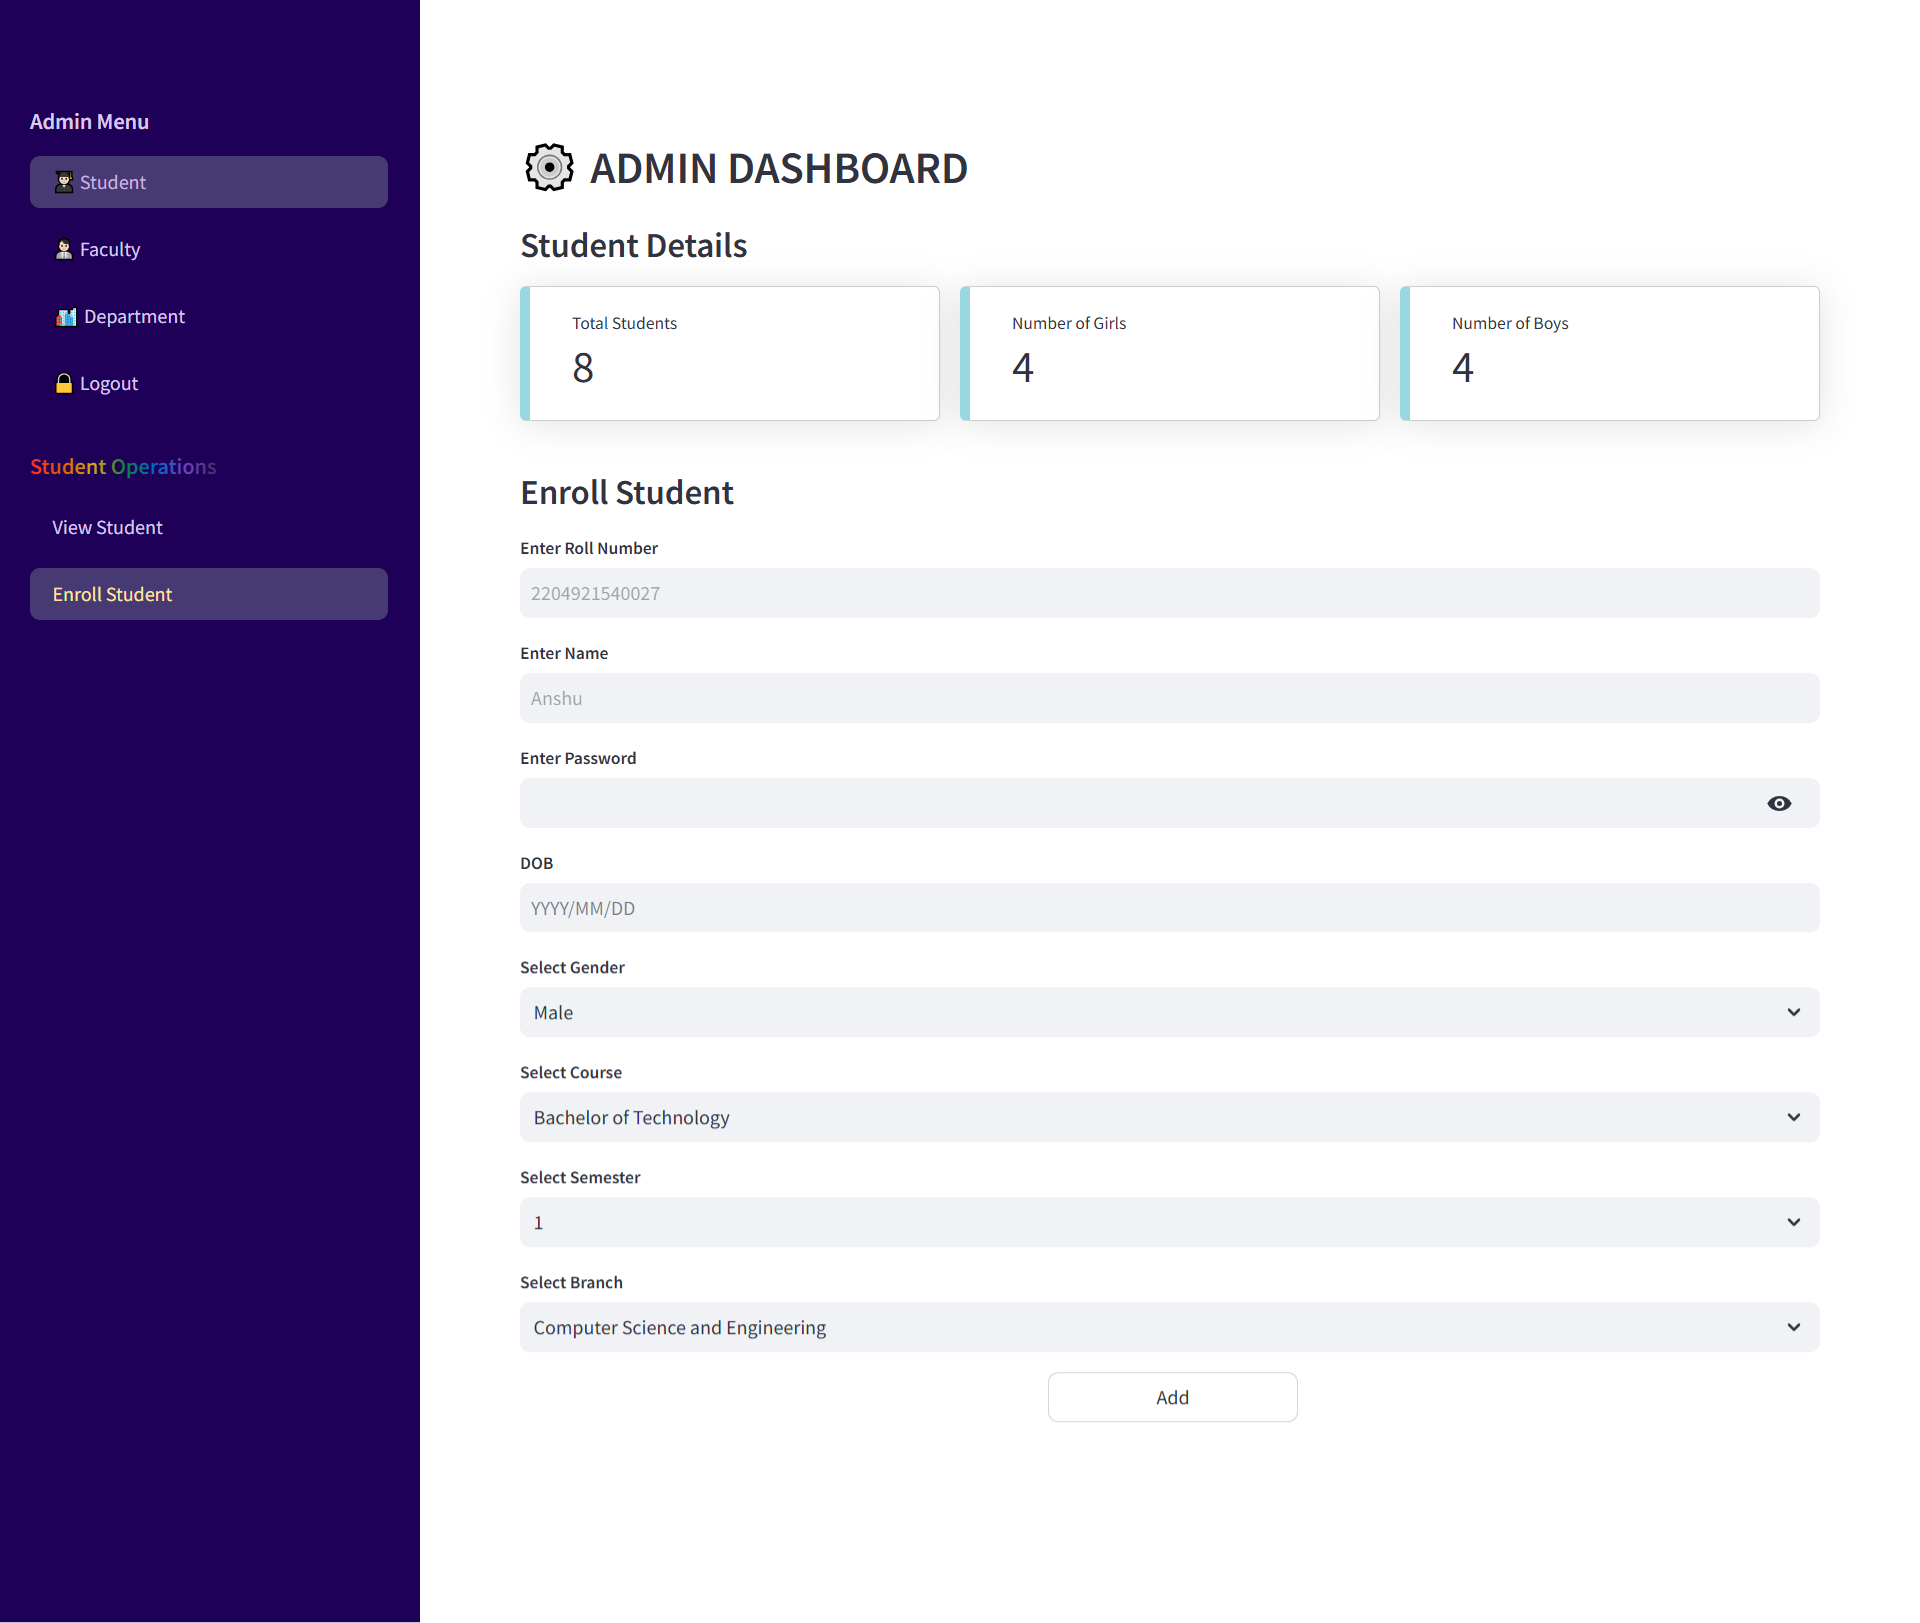 Admin Menu
Student
Faculty
Department
Logout
Student Operations
View Student
Enroll Student
ADMIN DASHBOARD
Student Details
Total Students
8
Number of Girls
4
Number of Boys
4
Enroll Student
Enter Roll Number
2204921540027
Enter Name
Anshu
Enter Password
DOB
YYYY/MM/DD
Select Gender
Male
Select Course
Bachelor of Technology
Select Semester
1
Select Branch
Computer Science and Engineering
Add